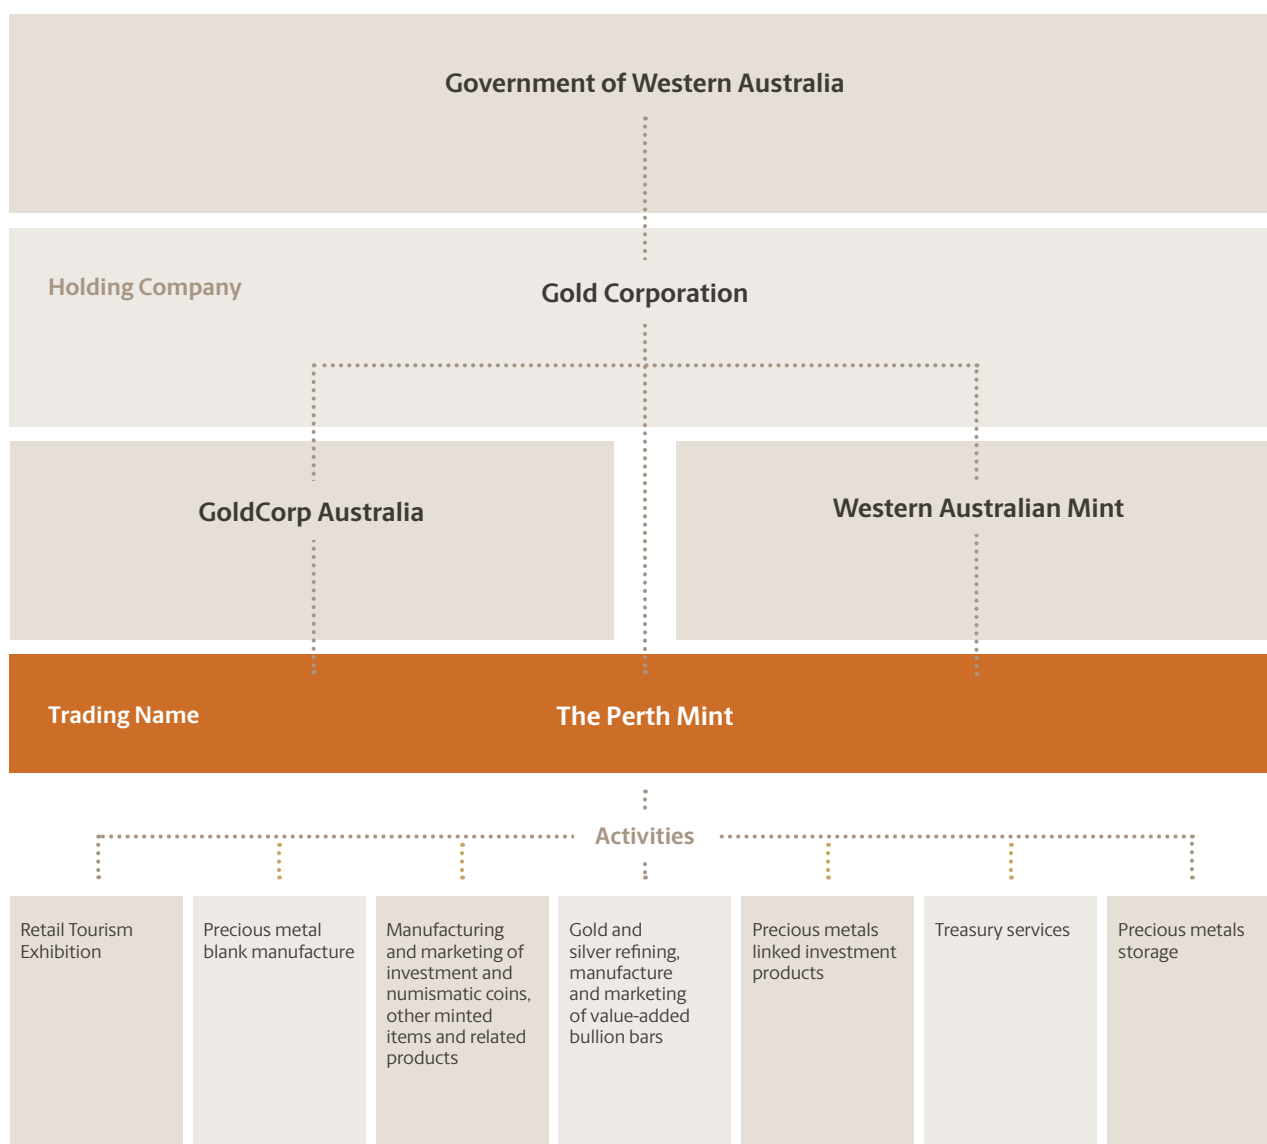 Government of Western Australia
Holding Company
Gold Corporation
GoldCorp Australia
Western Australian Mint
Trading Name
The Perth Mint
Activities
Retail Tourism
Exhibition
Precious metal
blank manufacture
Manufacturing
and marketing of
investment and
numismatic coins,
other minted
items and related
products
Gold and
silver refining,
manufacture
and marketing
of value-added
bullion bars
Precious metals
linked investment
products
Treasury services
Precious metals
storage